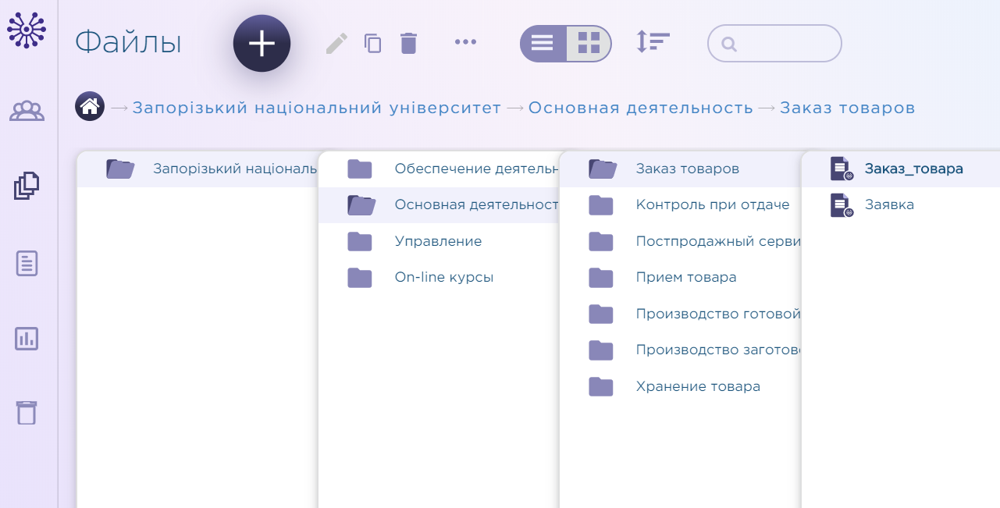 Файлы
Запорізький національний університет
Основная деятельность
Заказ товаров
Запорізький національ
Обеспечение деятельн
Основная деятельност
Управление
On-line курсы
Заказ товаров
Контроль при отдаче
Постпродажный серви
Прием товара
Производство готовой
Производство заготов
Хранение товара
Заказ_товара
Заявка